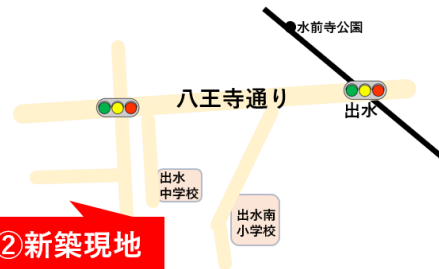 水前寺公園
八王寺通り
出水
出水
中学校
出水南
小学校
②新築現地